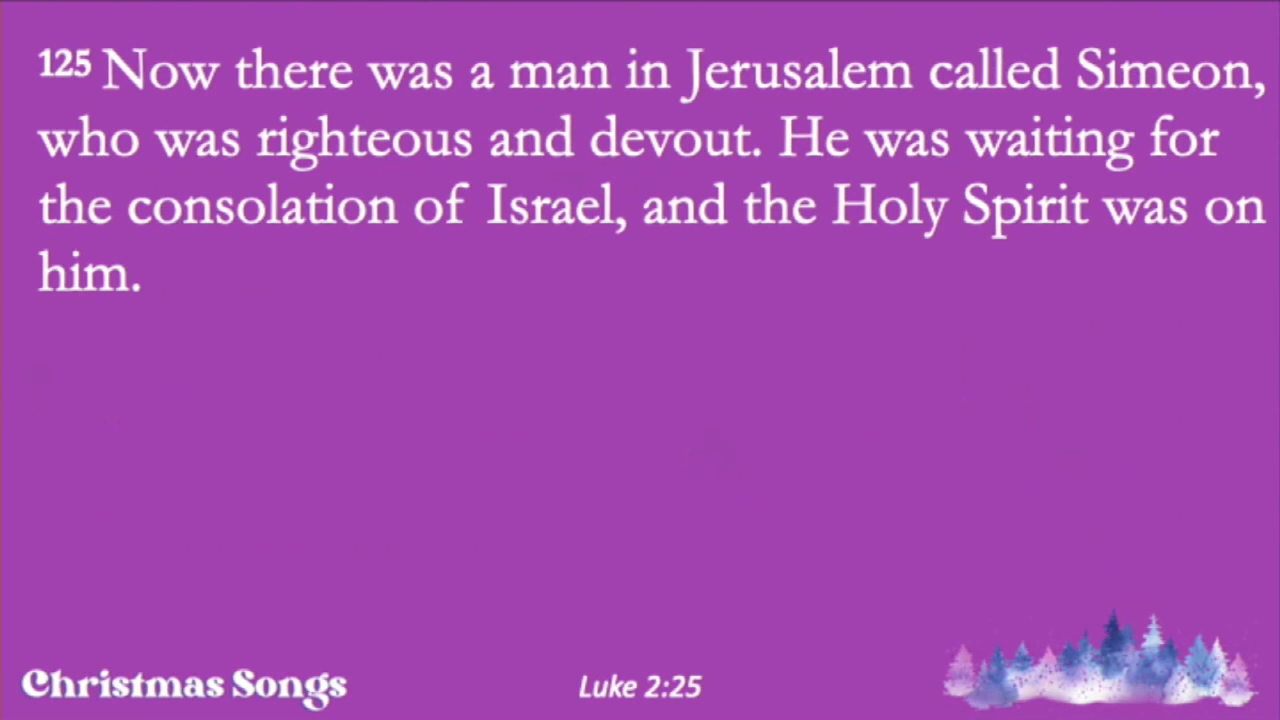 125 Now there was a man in Jerusalem called Simeon,
who was righteous and devout. He was waiting for
the consolation of Israel, and the Holy Spirit was on
him.
Christmas Songs
Luke 2:25